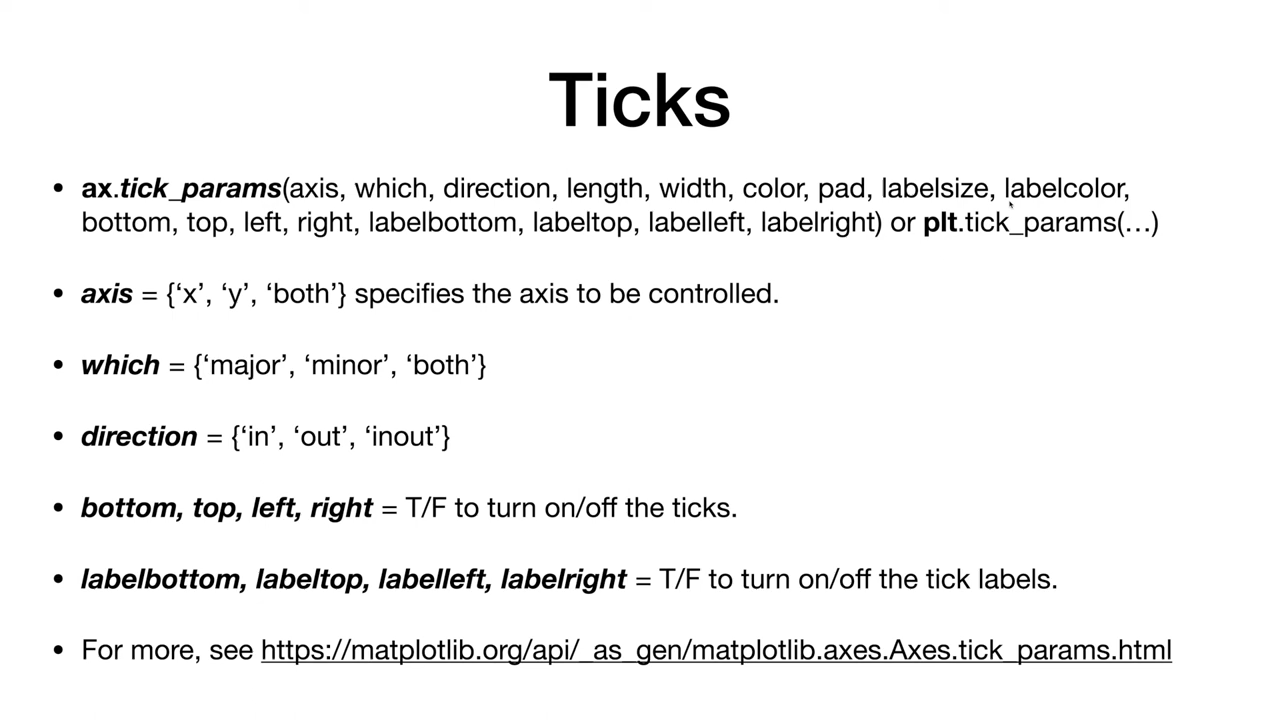 Ticks
• ax.tick_params(axis, which, direction, length, width, color, pad, labelsize, labelcolor,
bottom, top, left, right, labelbottom, labeltop, labelleft, labelright) or plt.tick_params(…)
• axis = {‘x’, ‘y’, ‘both’} specifies the axis to be controlled.
• which = {‘major’, ‘minor’, ‘both’}
• direction = {‘in’, ‘out’, ‘inout’}
• bottom, top, left, right = T/F to turn on/off the ticks.
• labelbottom, labeltop, labelleft, labelright = T/F to turn on/off the tick labels.
• For more, see https://matplotlib.org/api/_as_gen/matplotlib.axes.Axes.tick_params.html